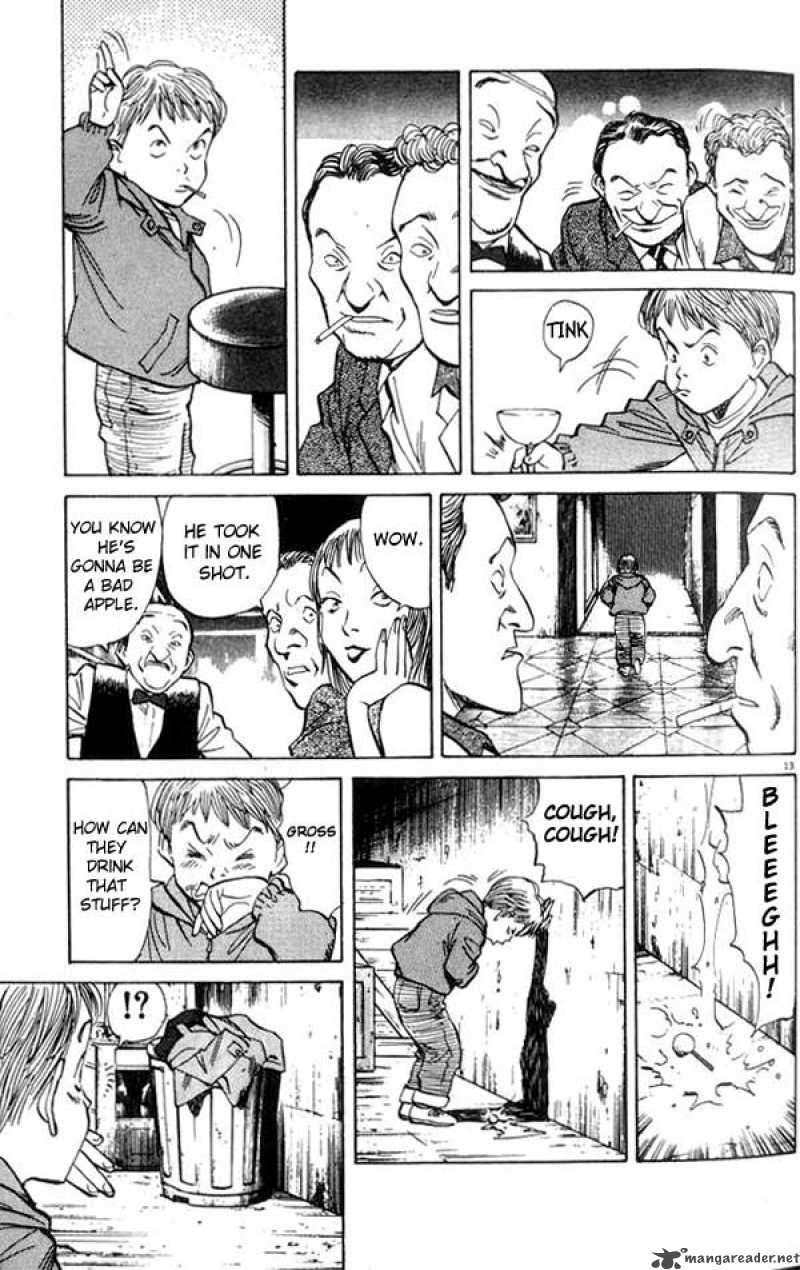 TINK
WOW.
HE TOOK
IT IN ONE
SHOT.
YOU KNOW
HE'S
GONNA BE
A BAD
APPLE.
13
BLEEEGHH!
COUGH,
COUGH!
GROSS
!!
HOW CAN
THEY
DRINK
THAT
STUFF?
!?
mangareader.net